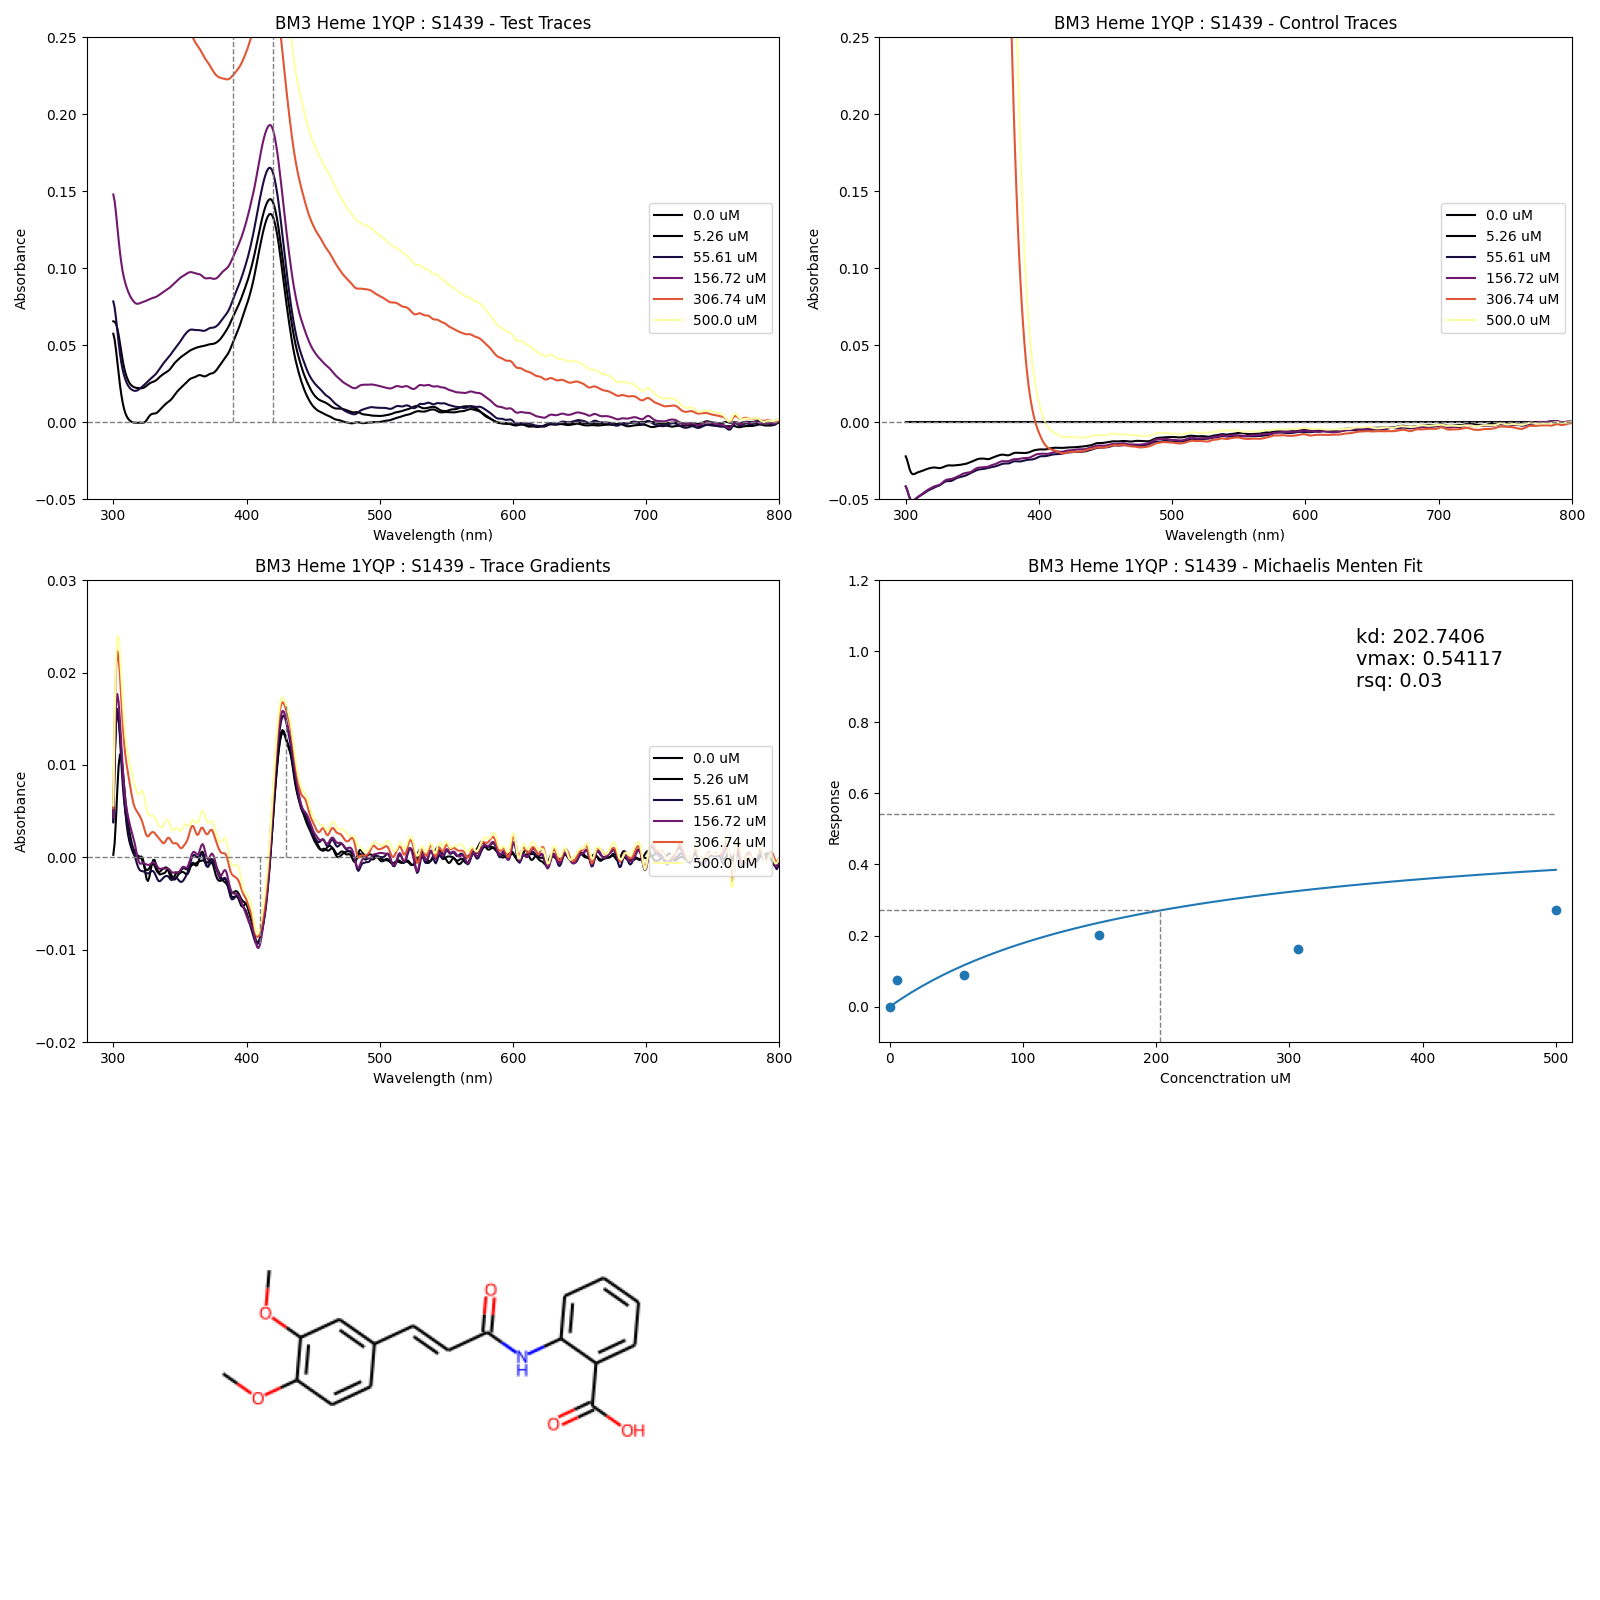 BM3 Heme 1YQP : S1439 - Test Traces
0.25
0.20
0.15
0.10
0.05
0.00
−0.05
Absorbance
300
400
500
600
700
800
Wavelength (nm)
0.0 uM
5.26 uM
55.61 uM
156.72 uM
306.74 uM
500.0 uM
BM3 Heme 1YQP : S1439 - Control Traces
0.25
0.20
0.15
0.10
0.05
0.00
−0.05
Absorbance
300
400
500
600
700
800
Wavelength (nm)
0.0 uM
5.26 uM
55.61 uM
156.72 uM
306.74 uM
500.0 uM
BM3 Heme 1YQP : S1439 - Trace Gradients
0.03
0.02
0.01
0.00
−0.01
−0.02
Absorbance
300
400
500
600
700
800
Wavelength (nm)
0.0 uM
5.26 uM
55.61 uM
156.72 uM
306.74 uM
500.0 uM
BM3 Heme 1YQP : S1439 - Michaelis Menten Fit
1.2
1.0
0.8
0.6
0.4
0.2
0.0
Response
0
100
200
300
400
500
Concenctration uM
kd: 202.7406
vmax: 0.54117
rsq: 0.03
O
O
O
N
H
O
OH